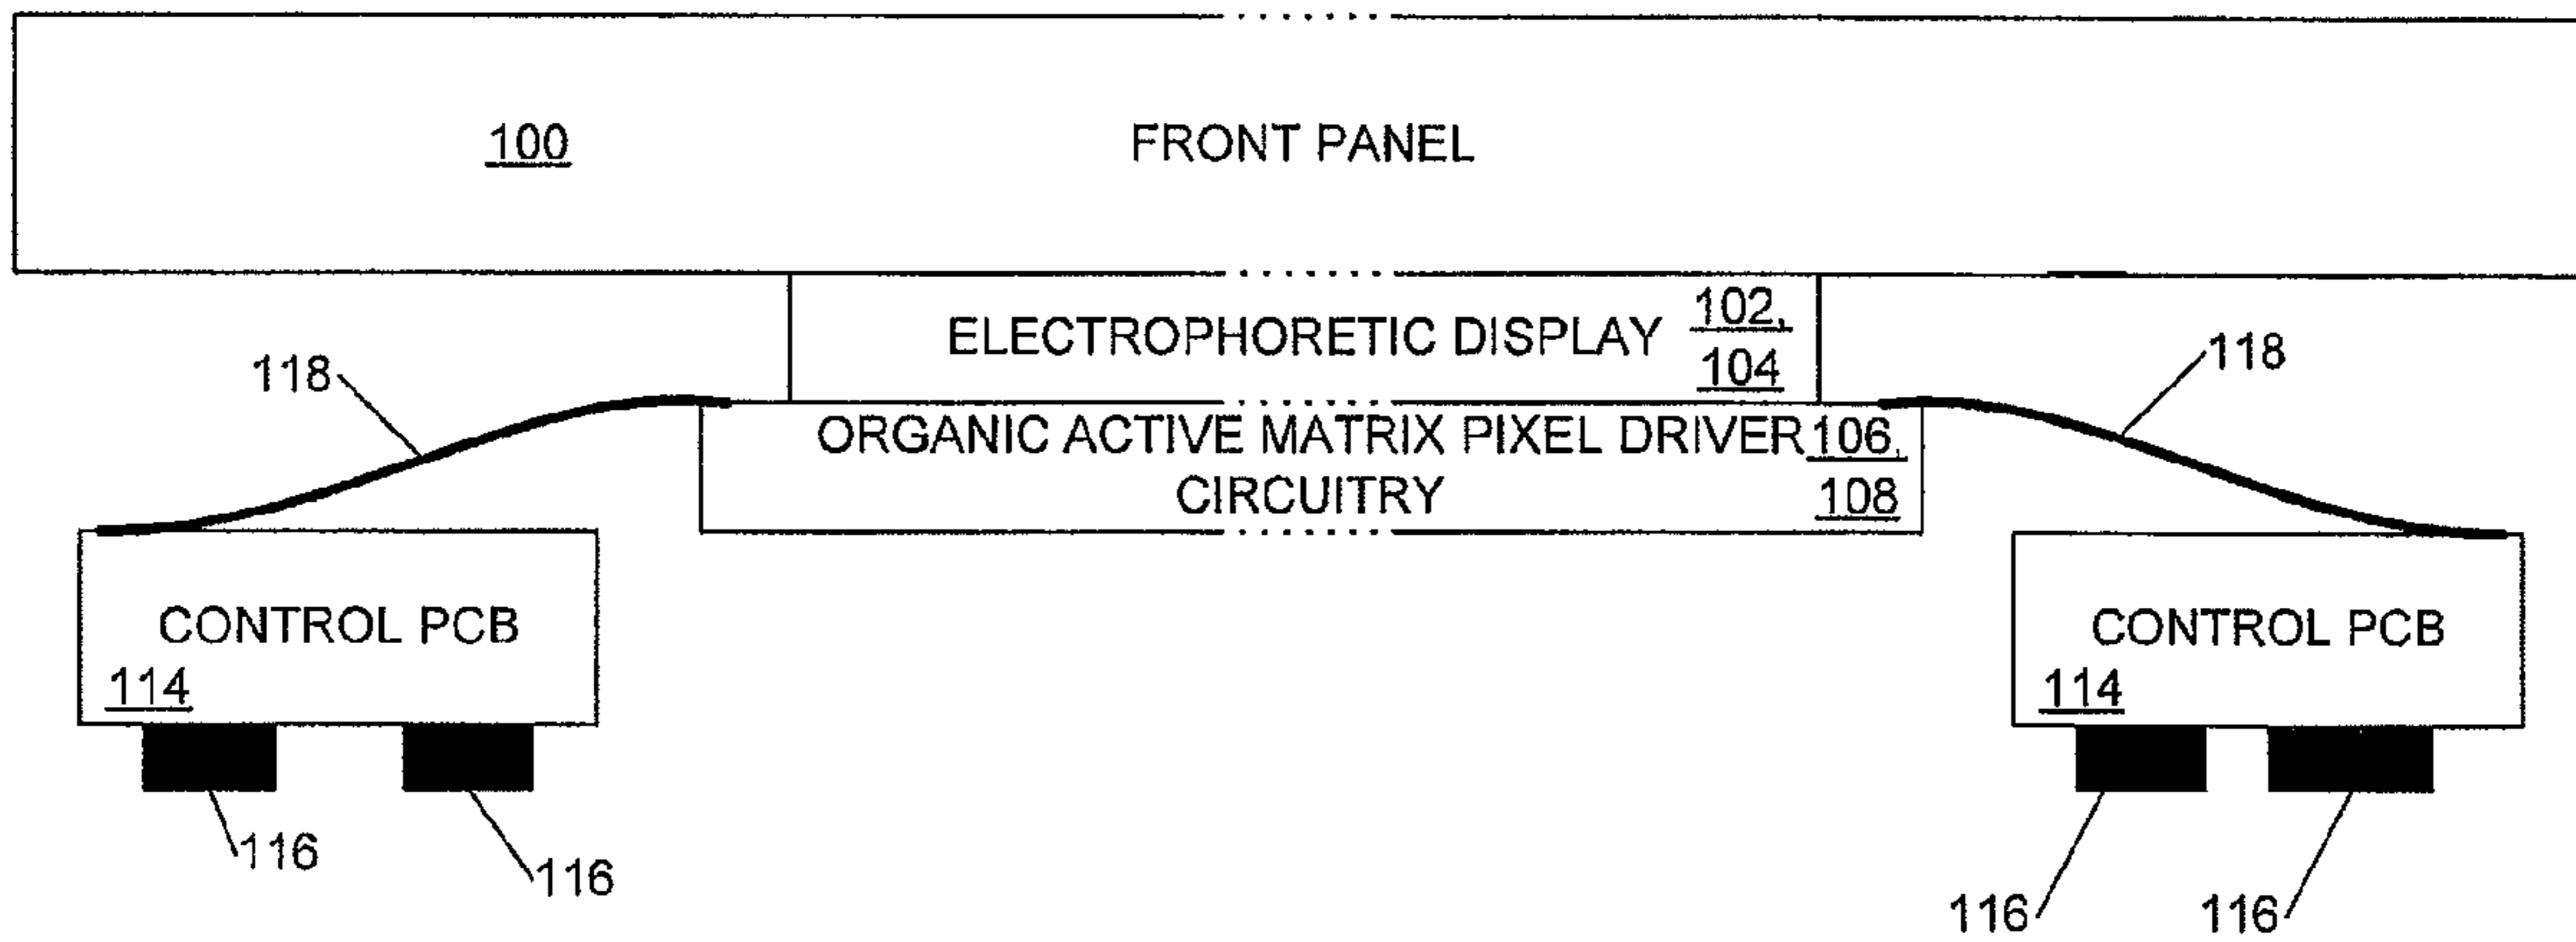 100 FRONT PANEL
ELECTROPHORETIC DISPLAY 102,
104
118
118
ORGANIC ACTIVE MATRIX PIXEL DRIVER 106,
CIRCUITRY 108
CONTROL PCB
114
CONTROL PCB
114
116
116
116
116